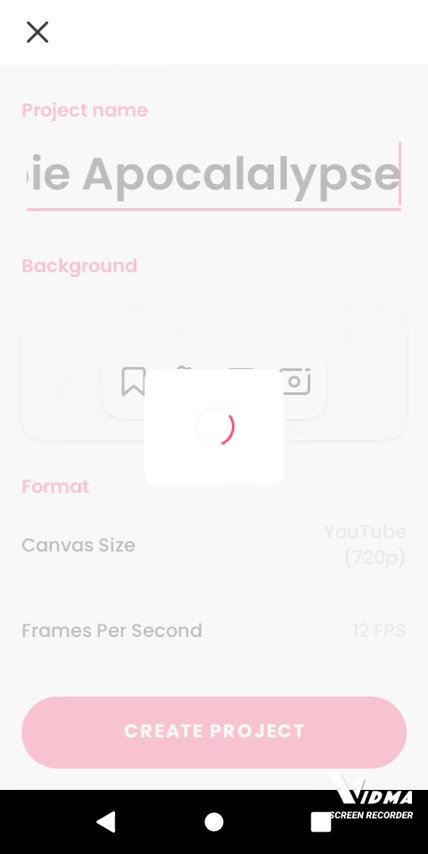 Project name
ie Apocalalypse
Background
Format
Canvas Size
YouTube
(720p)
Frames Per Second
12 FPS
CREATE PROJECT
VIDMA
SCREEN RECORDER